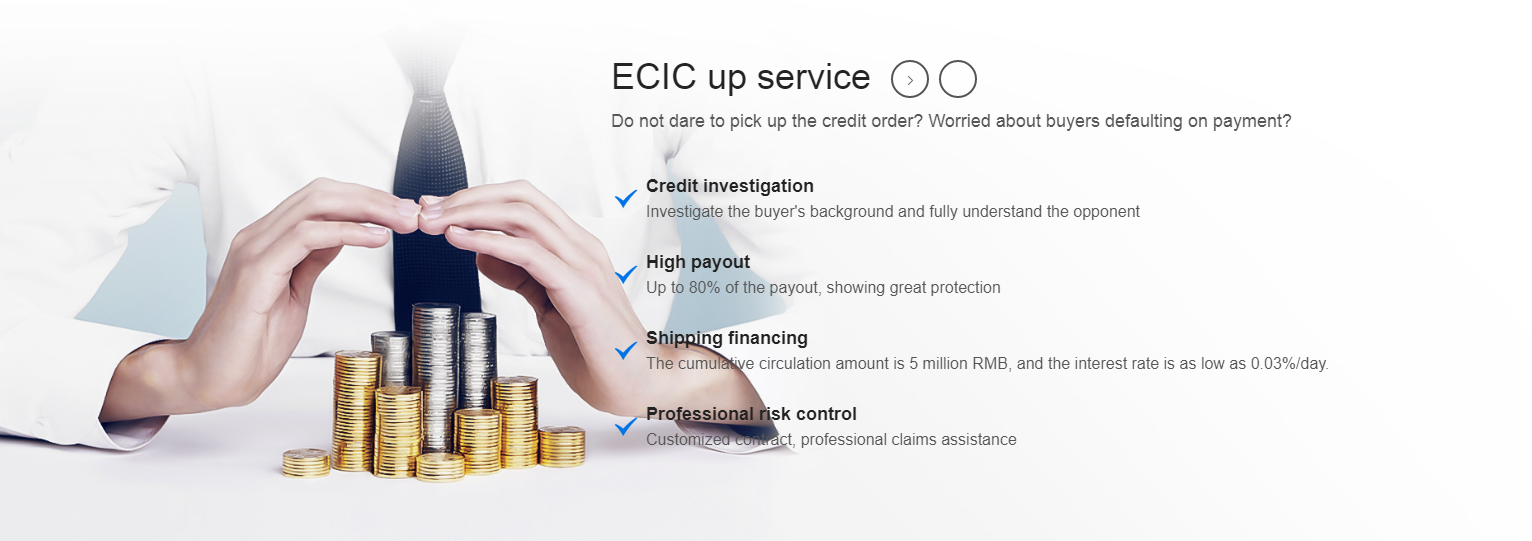 ECIC up service
Do not dare to pick up the credit order? Worried about buyers defaulting on payment?
Credit investigation
Investigate the buyer's background and fully understand the opponent
High payout
Up to 80% of the payout, showing great protection
Shipping financing
The cumulative circulation amount is 5 million RMB, and the interest rate is as low as 0.03%/day.
Professional risk control
Customized contract, professional claims assistance